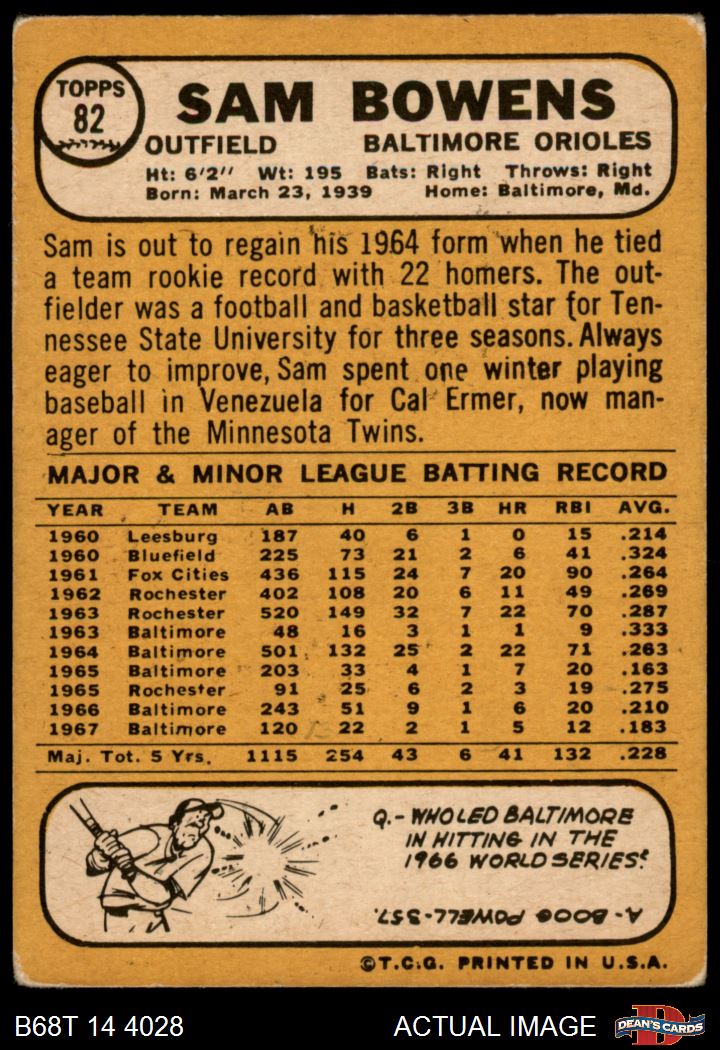 TOPPS
82
SAM BOWENS
OUTFIELD BALTIMORE ORIOLES
Ht: 6'2" Wt: 195 Bats: Right Throws: Right
Born: March 23, 1939 Home: Baltimore, Md.
Sam is out to regain his 1964 form when he tied
a team rookie record with 22 homers. The out-
fielder was a football and basketball star for Ten-
nessee State University for three seasons. Always
eager to improve, Sam spent one winter playing
baseball in Venezuela for Cal Ermer, now man-
ager of the Minnesota Twins.
MAJOR & MINOR LEAGUE BATTING RECORD
YEAR TEAM AB H 2B 3B HR RBI AVG.
1960 Leesburg 187 40 6 1 0 15 .214
1960 Bluefield 225 73 21 2 6 41 .324
1961 Fox Cities 436 115 24 7 20 90 .264
1962 Rochester 402 108 20 6 11 49 .269
1963 Rochester 520 149 32 7 22 70 .287
1963 Baltimore 48 16 3 1 1 9 .333
1964 Baltimore 501 132 25 2 22 71 .263
1965 Baltimore 203 33 4 1 7 20 .163
1965 Rochester 91 25 6 2 3 19 .275
1966 Baltimore 243 51 9 1 6 20 .210
1967 Baltimore 120 22 2 1 5 12 .183
Maj. Tot. 5 Yrs. 1115 254 43 6 41 132 .228
Q.- WHO LED BALTIMORE
IN HITTING IN THE
1966 WORLD SERIES?
A- BOOG POWELL-.357.
©T.C.G. PRINTED IN U.S.A.
B68T 14 4028 ACTUAL IMAGE DEAN'S CARDS